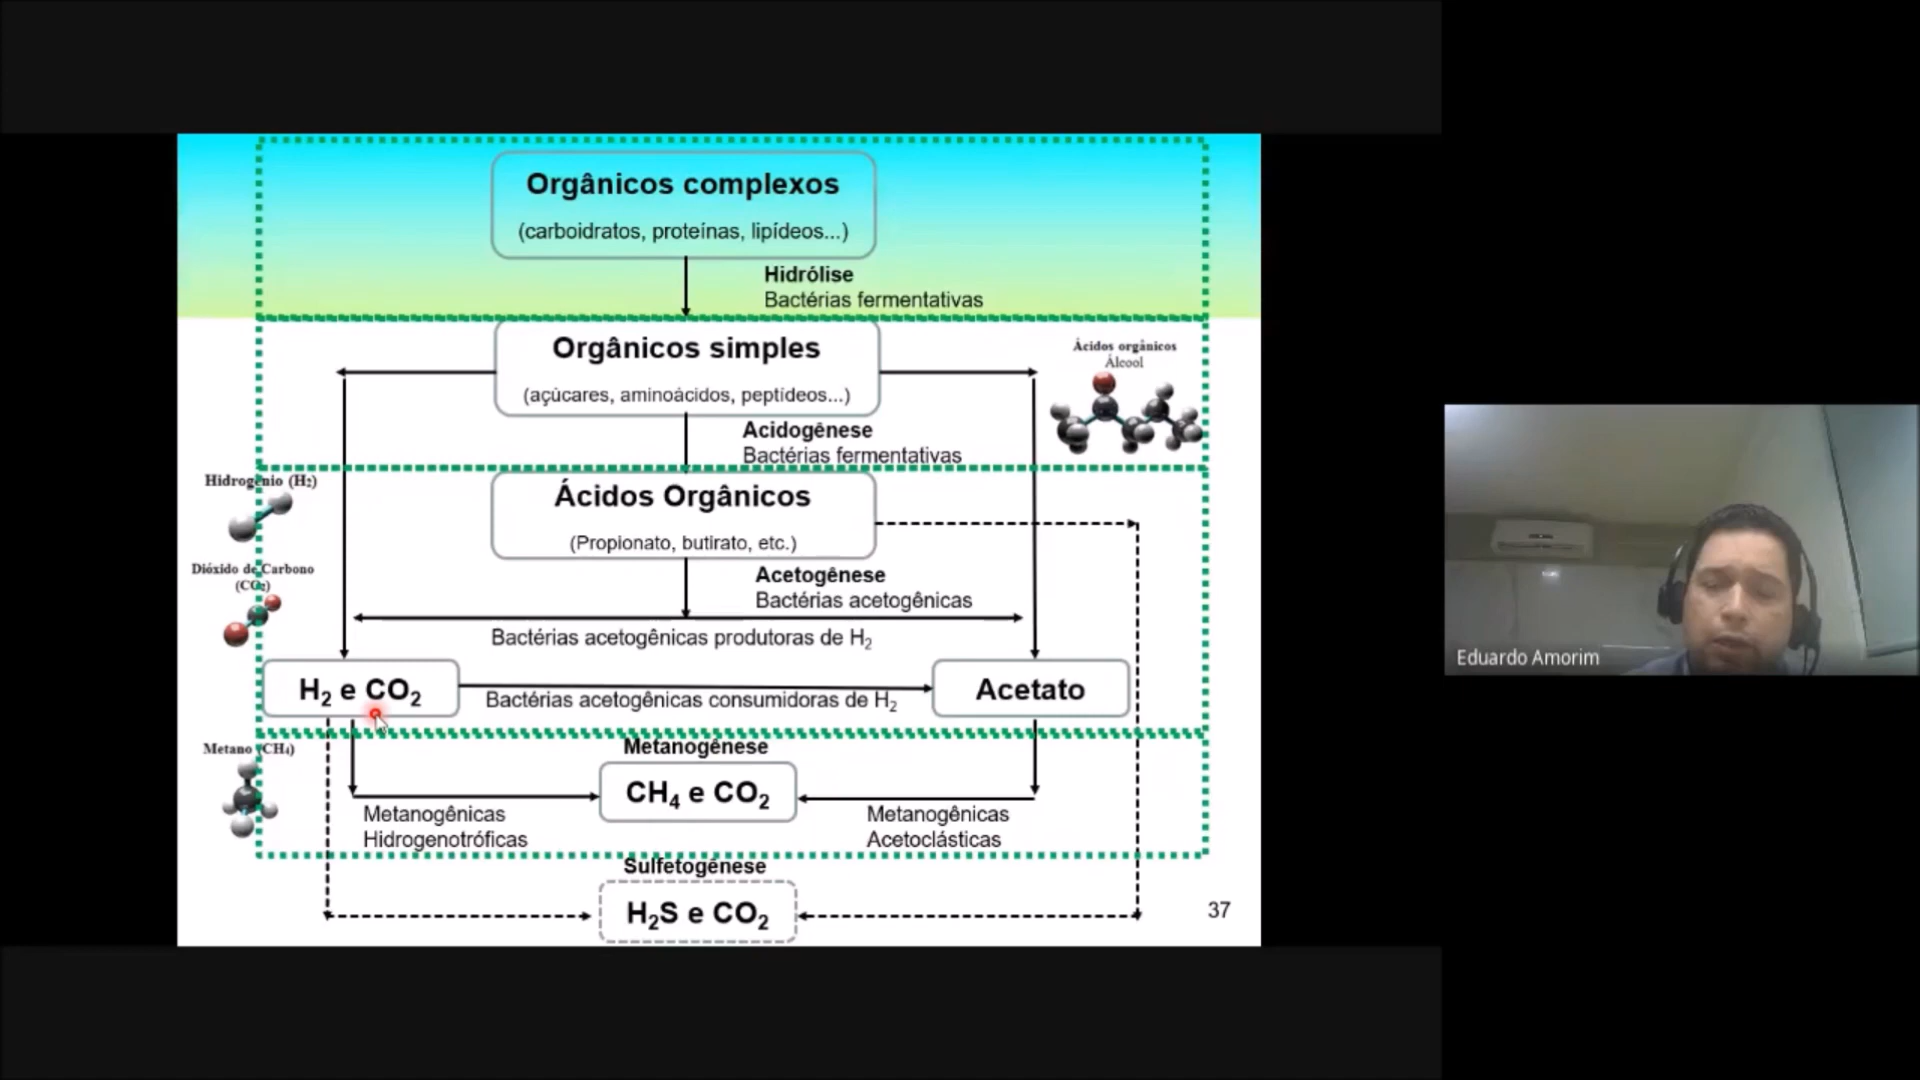 Orgânicos complexos
(carboidratos, proteínas, lipídeos...)
Hidrólise
Bactérias fermentativas
Orgânicos simples
(açúcares, aminoácidos, peptídeos...)
Ácidos orgânicos
Álcool
Acidogênese
Bactérias fermentativas
Hidrogênio (H₂)
Ácidos Orgânicos
(Propionato, butirato, etc.)
Dióxido de Carbono
(CO₂)
Acetogênese
Bactérias acetogênicas
Bactérias acetogênicas produtoras de H₂
H₂ e CO₂
Bactérias acetogênicas consumidoras de H₂
Acetato
Metano (CH₄)
Metanogênese
CH₄ e CO₂
Metanogênicas
Hidrogenotróficas
Metanogênicas
Acetoclásticas
Sulfetogênese
H₂S e CO₂
37
Eduardo Amorim